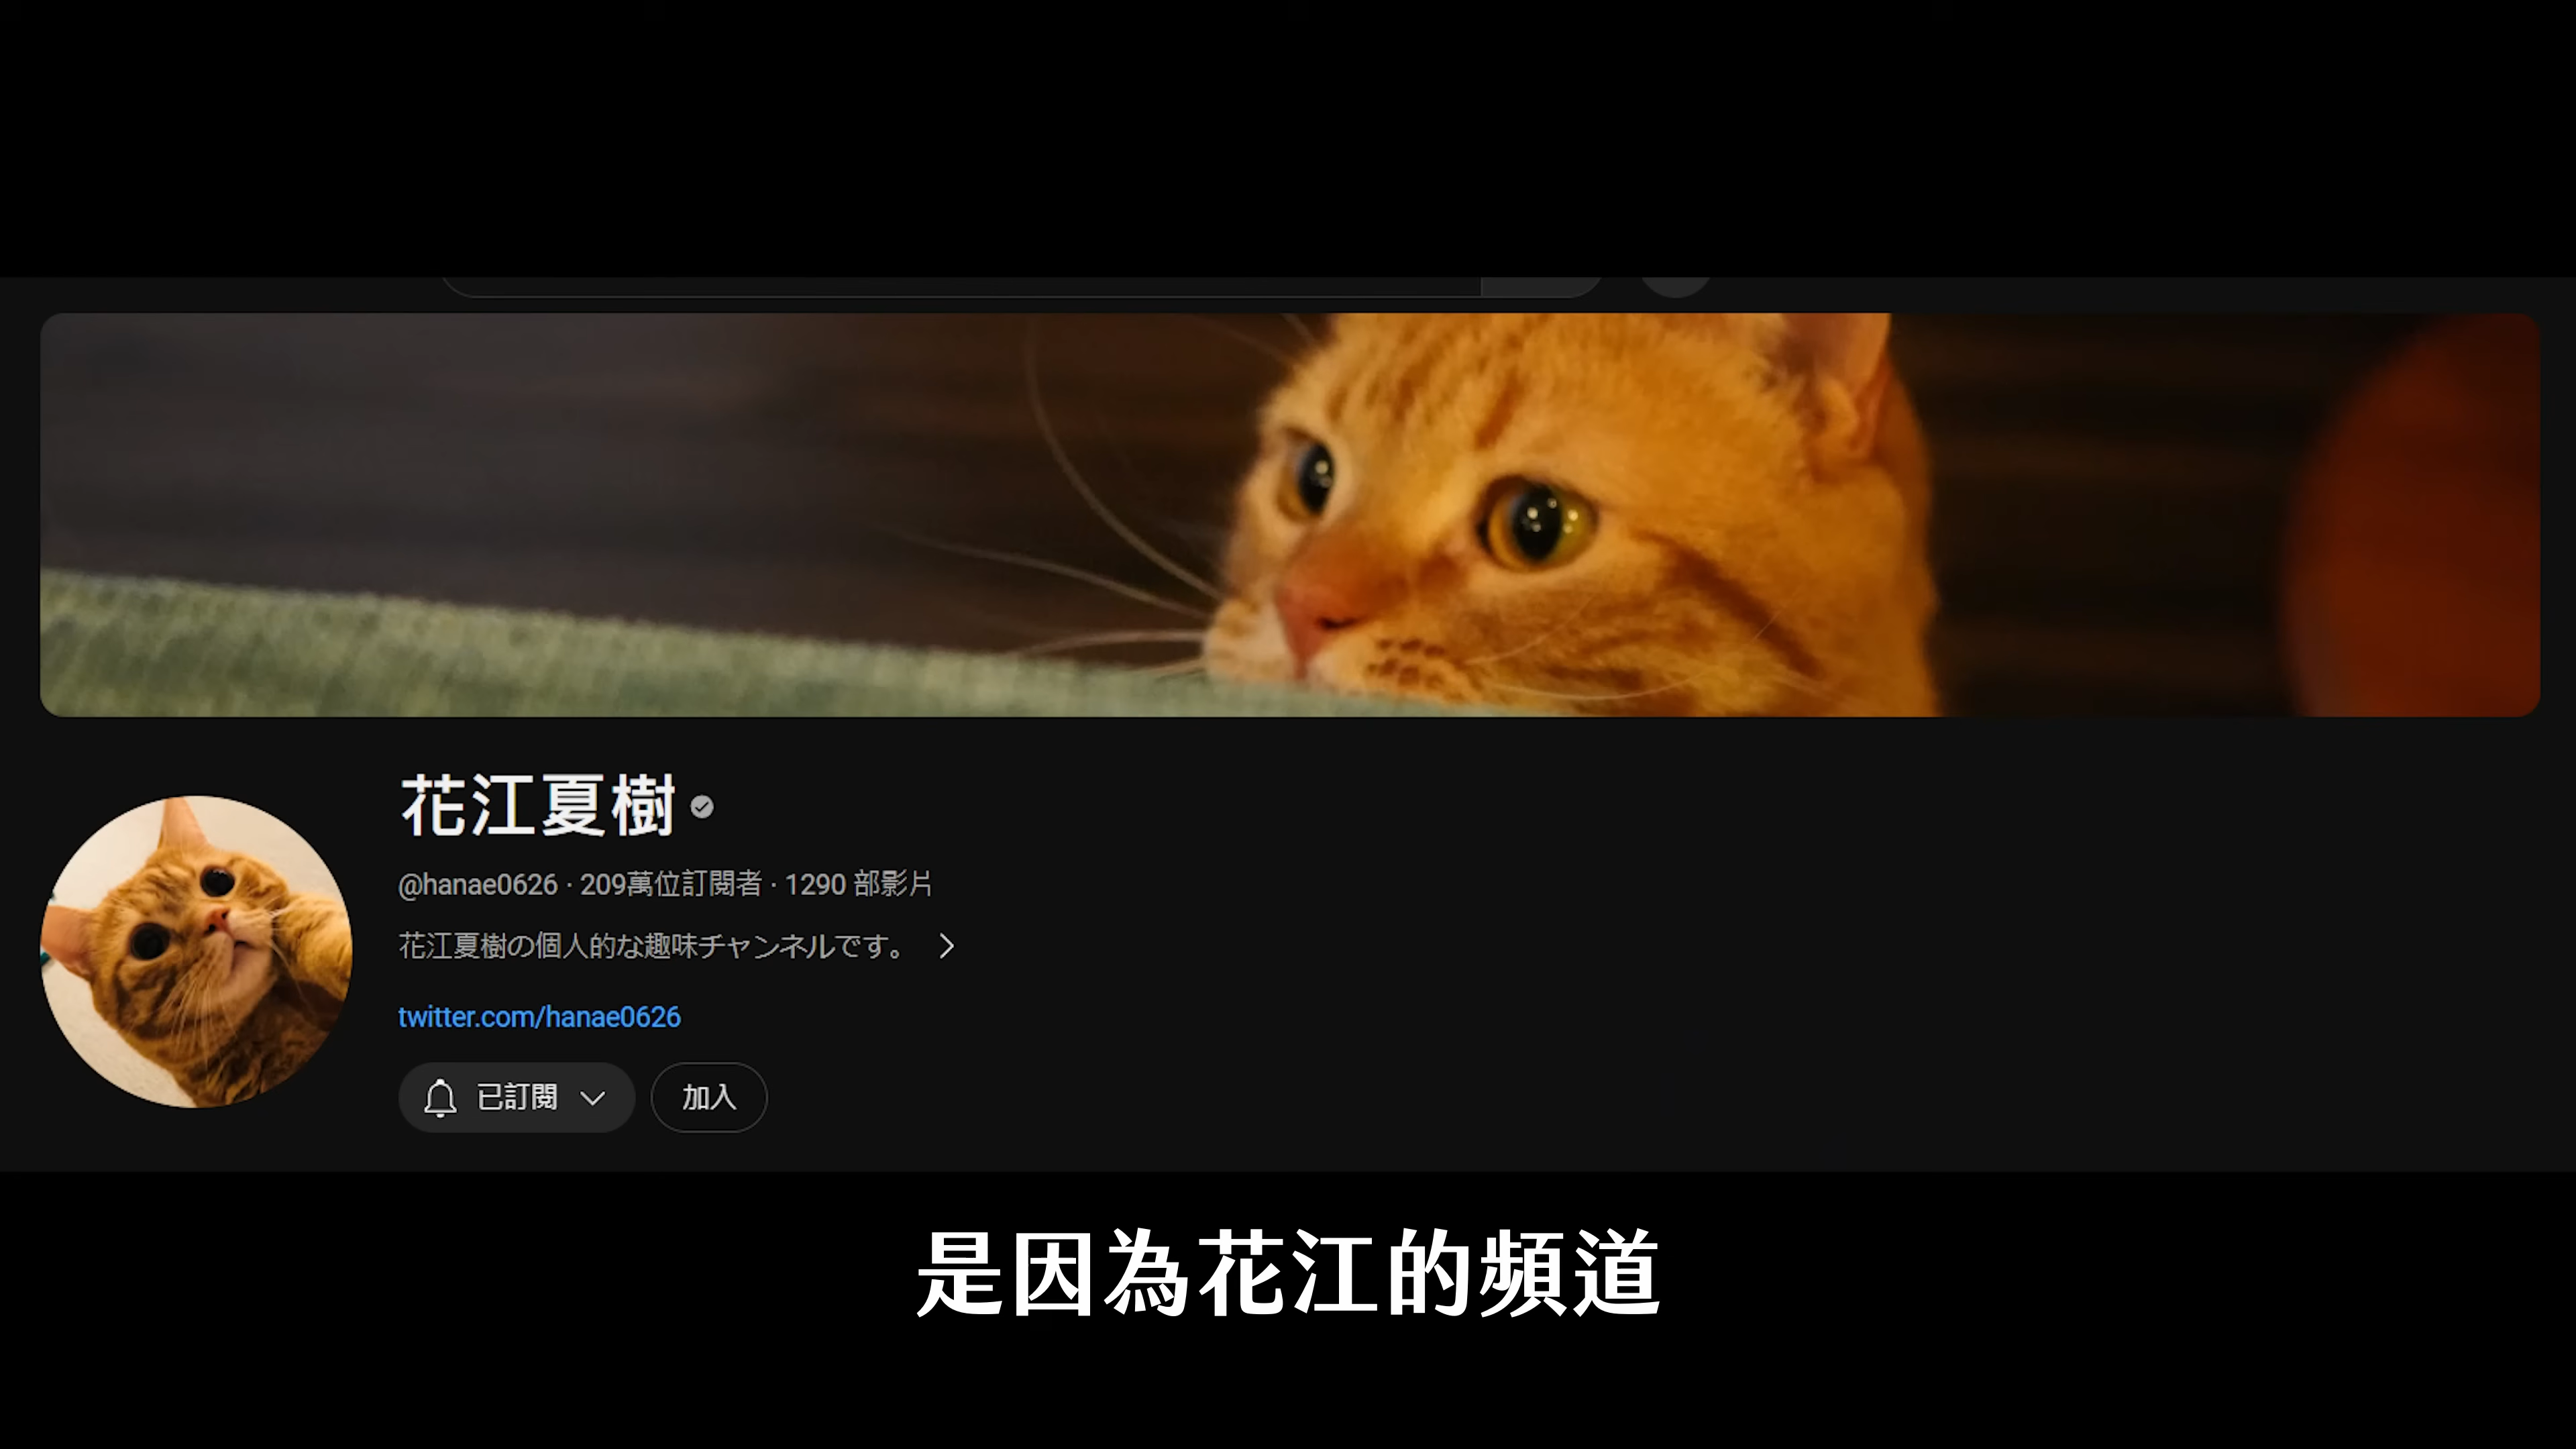 花江夏樹
@hanae0626 · 209萬位訂閱者 · 1290 部影片
花江夏樹の個人的な趣味チャンネルです。
twitter.com/hanae0626
已訂閱
加入
是因為花江的頻道